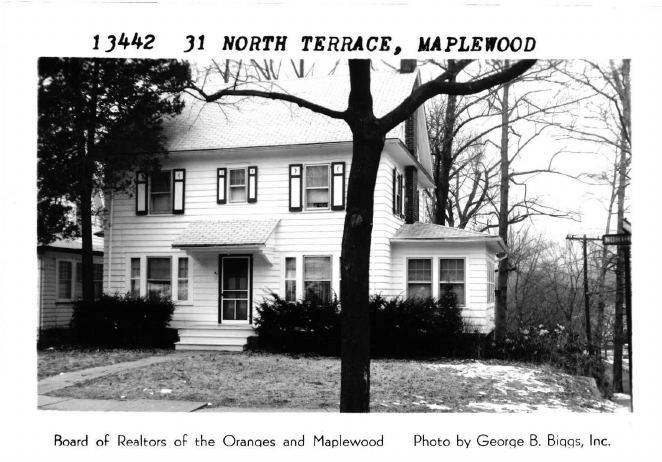 13442 31 NORTH TERRACE, MAPLEWOOD
Board of Realtors of the Oranges and Maplewood Photo by George B. Biggs, Inc.